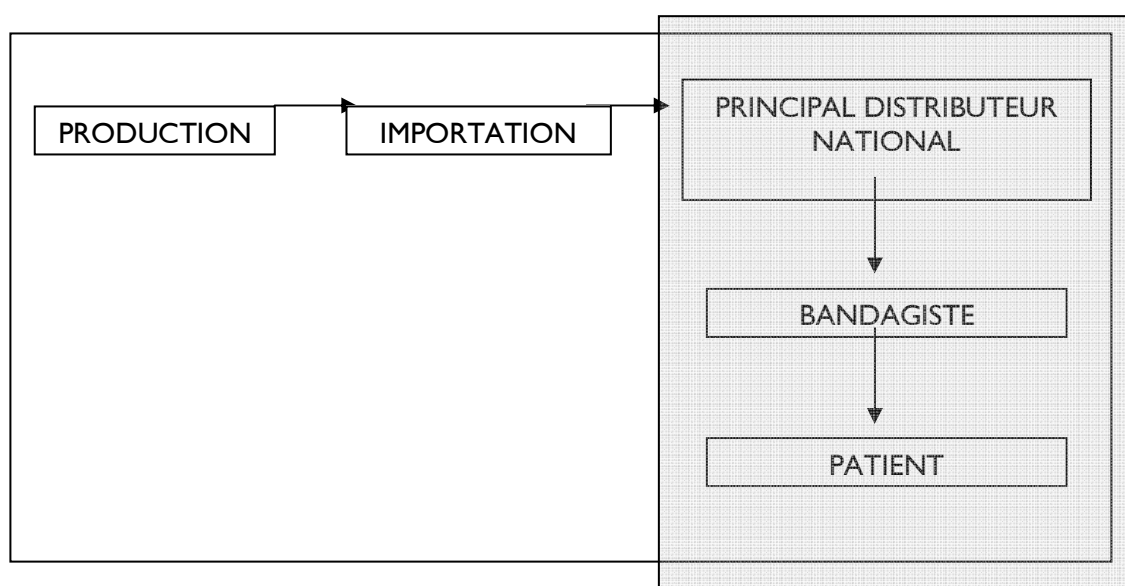 PRODUCTION
IMPORTATION
PRINCIPAL DISTRIBUTEUR
NATIONAL
BANDAGISTE
PATIENT